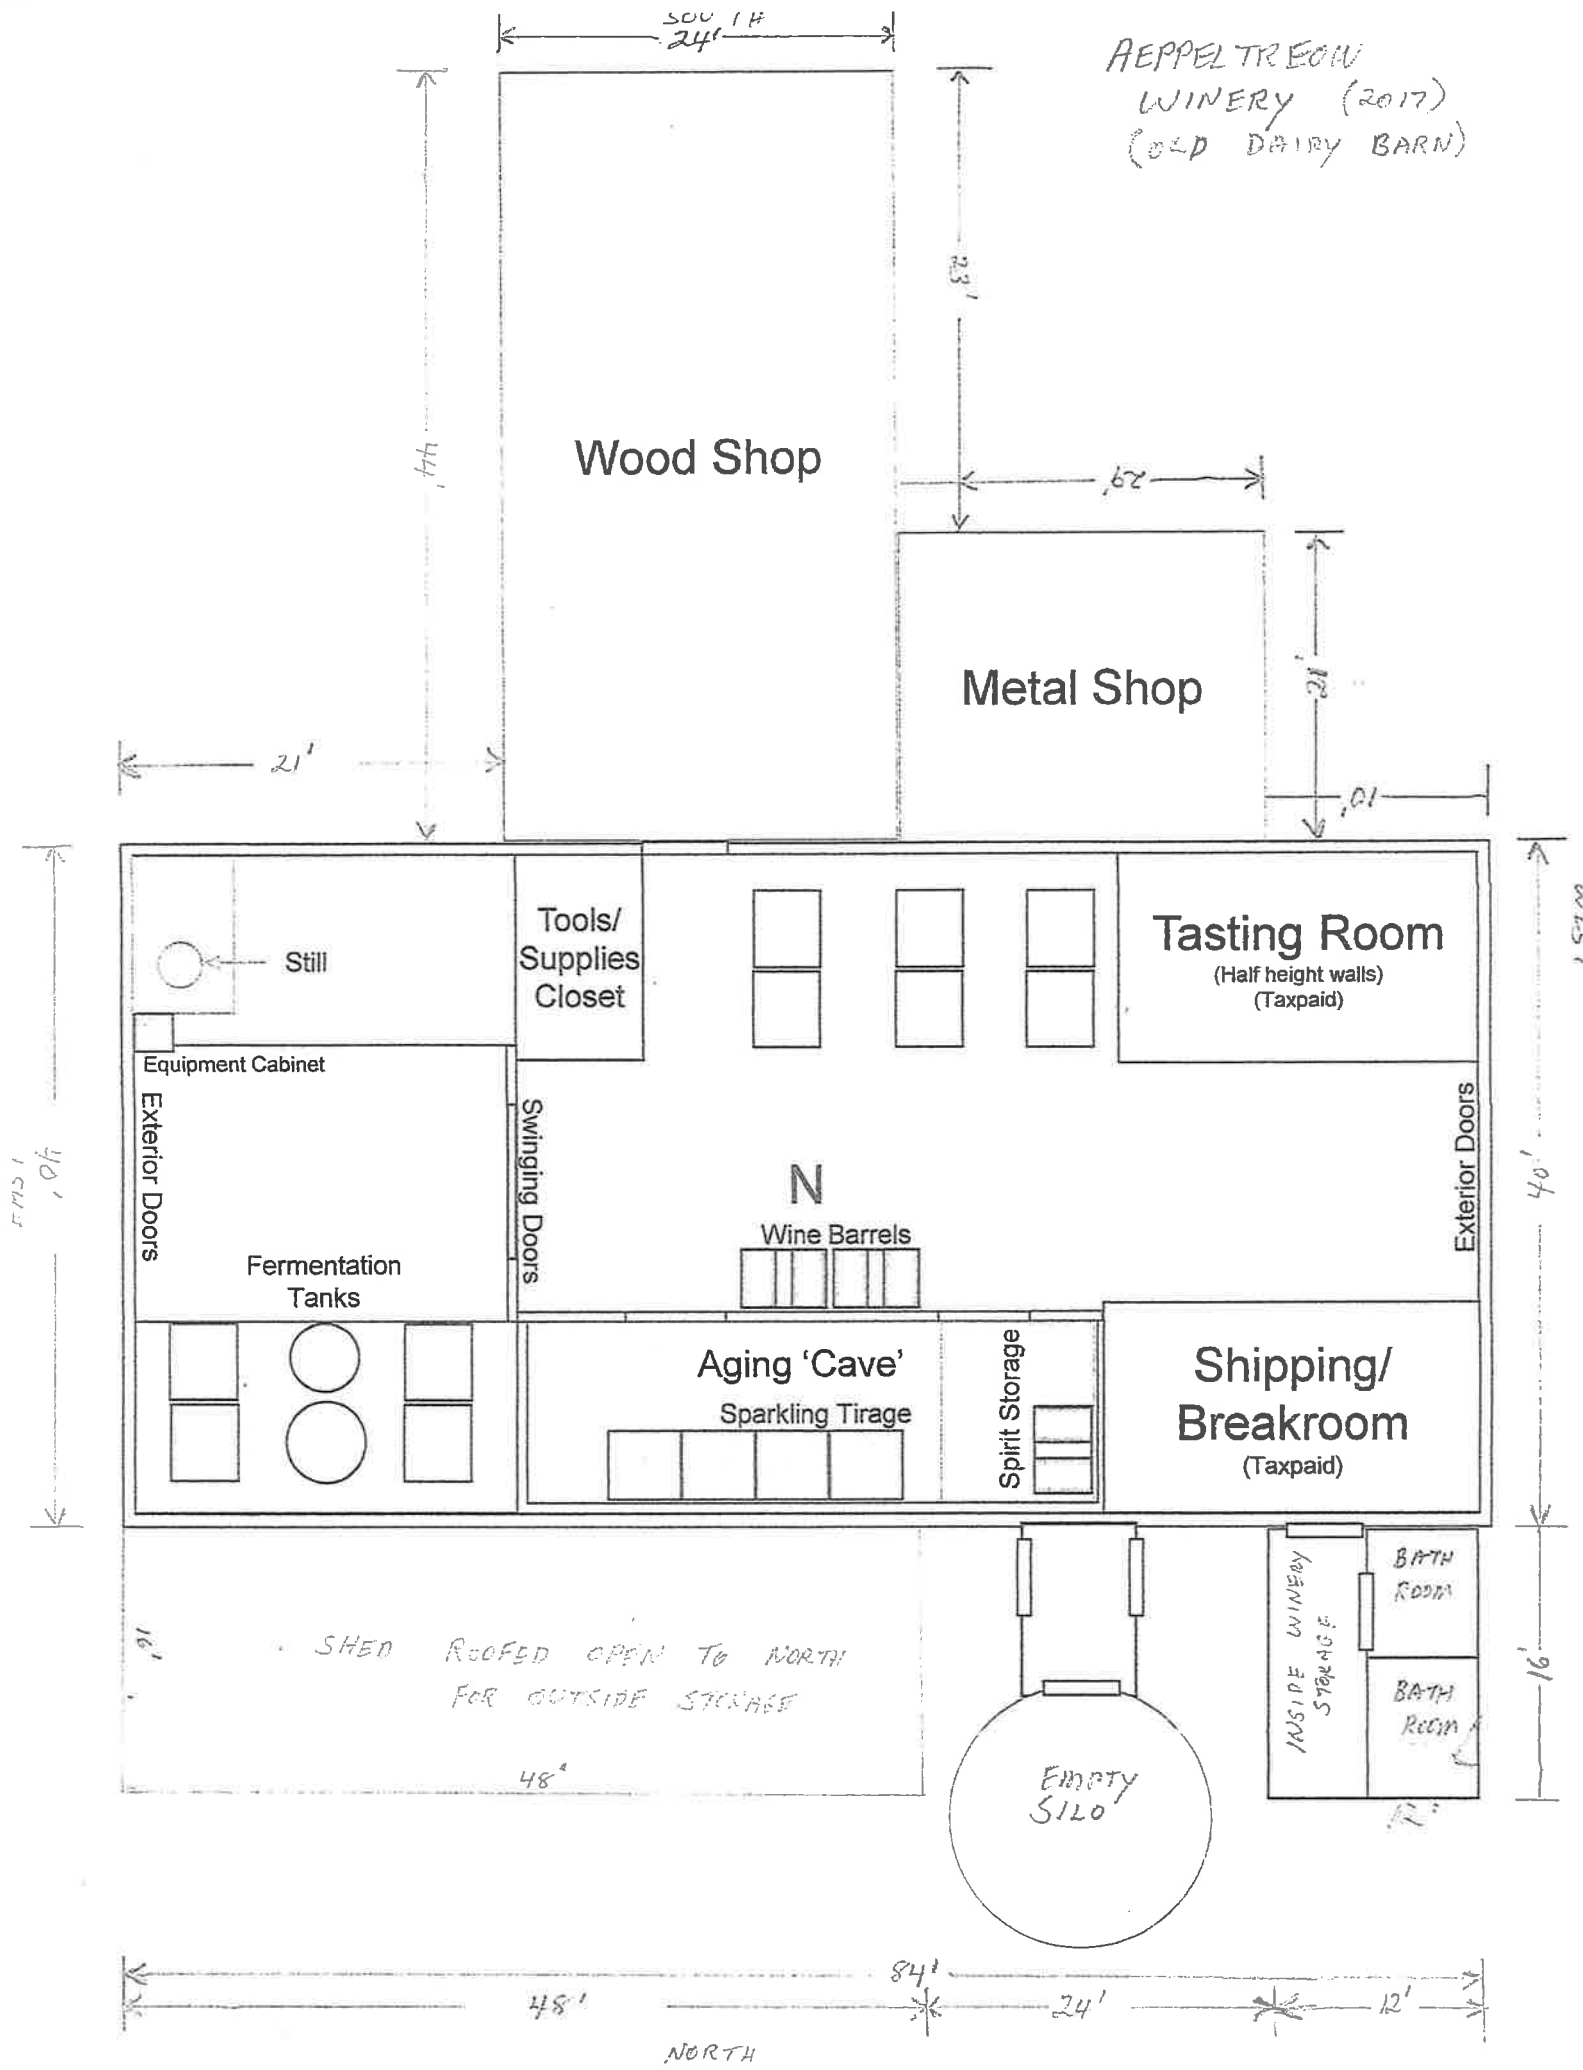 SOUTH
24'
AEPPELTREOW
WINERY (2017)
(OLD DAIRY BARN)
44'
23'
Wood Shop
29'
Metal Shop
21'
21'
10'
Tools/
Supplies
Closet
Still
Tasting Room
(Half height walls)
(Taxpaid)
WEST
Equipment Cabinet
Exterior Doors
Swinging Doors
Exterior Doors
EAST
40'
40'
N
Wine Barrels
Fermentation
Tanks
Aging ‘Cave’
Sparkling Tirage
Spirit Storage
Shipping/
Breakroom
(Taxpaid)
16'
SHED ROOFED OPEN TO NORTH
FOR OUTSIDE STORAGE
48'
EMPTY
SILO
INSIDE WINERY
STORAGE
BATH
ROOM
BATH
ROOM
16'
12'
84'
48'
24'
12'
NORTH